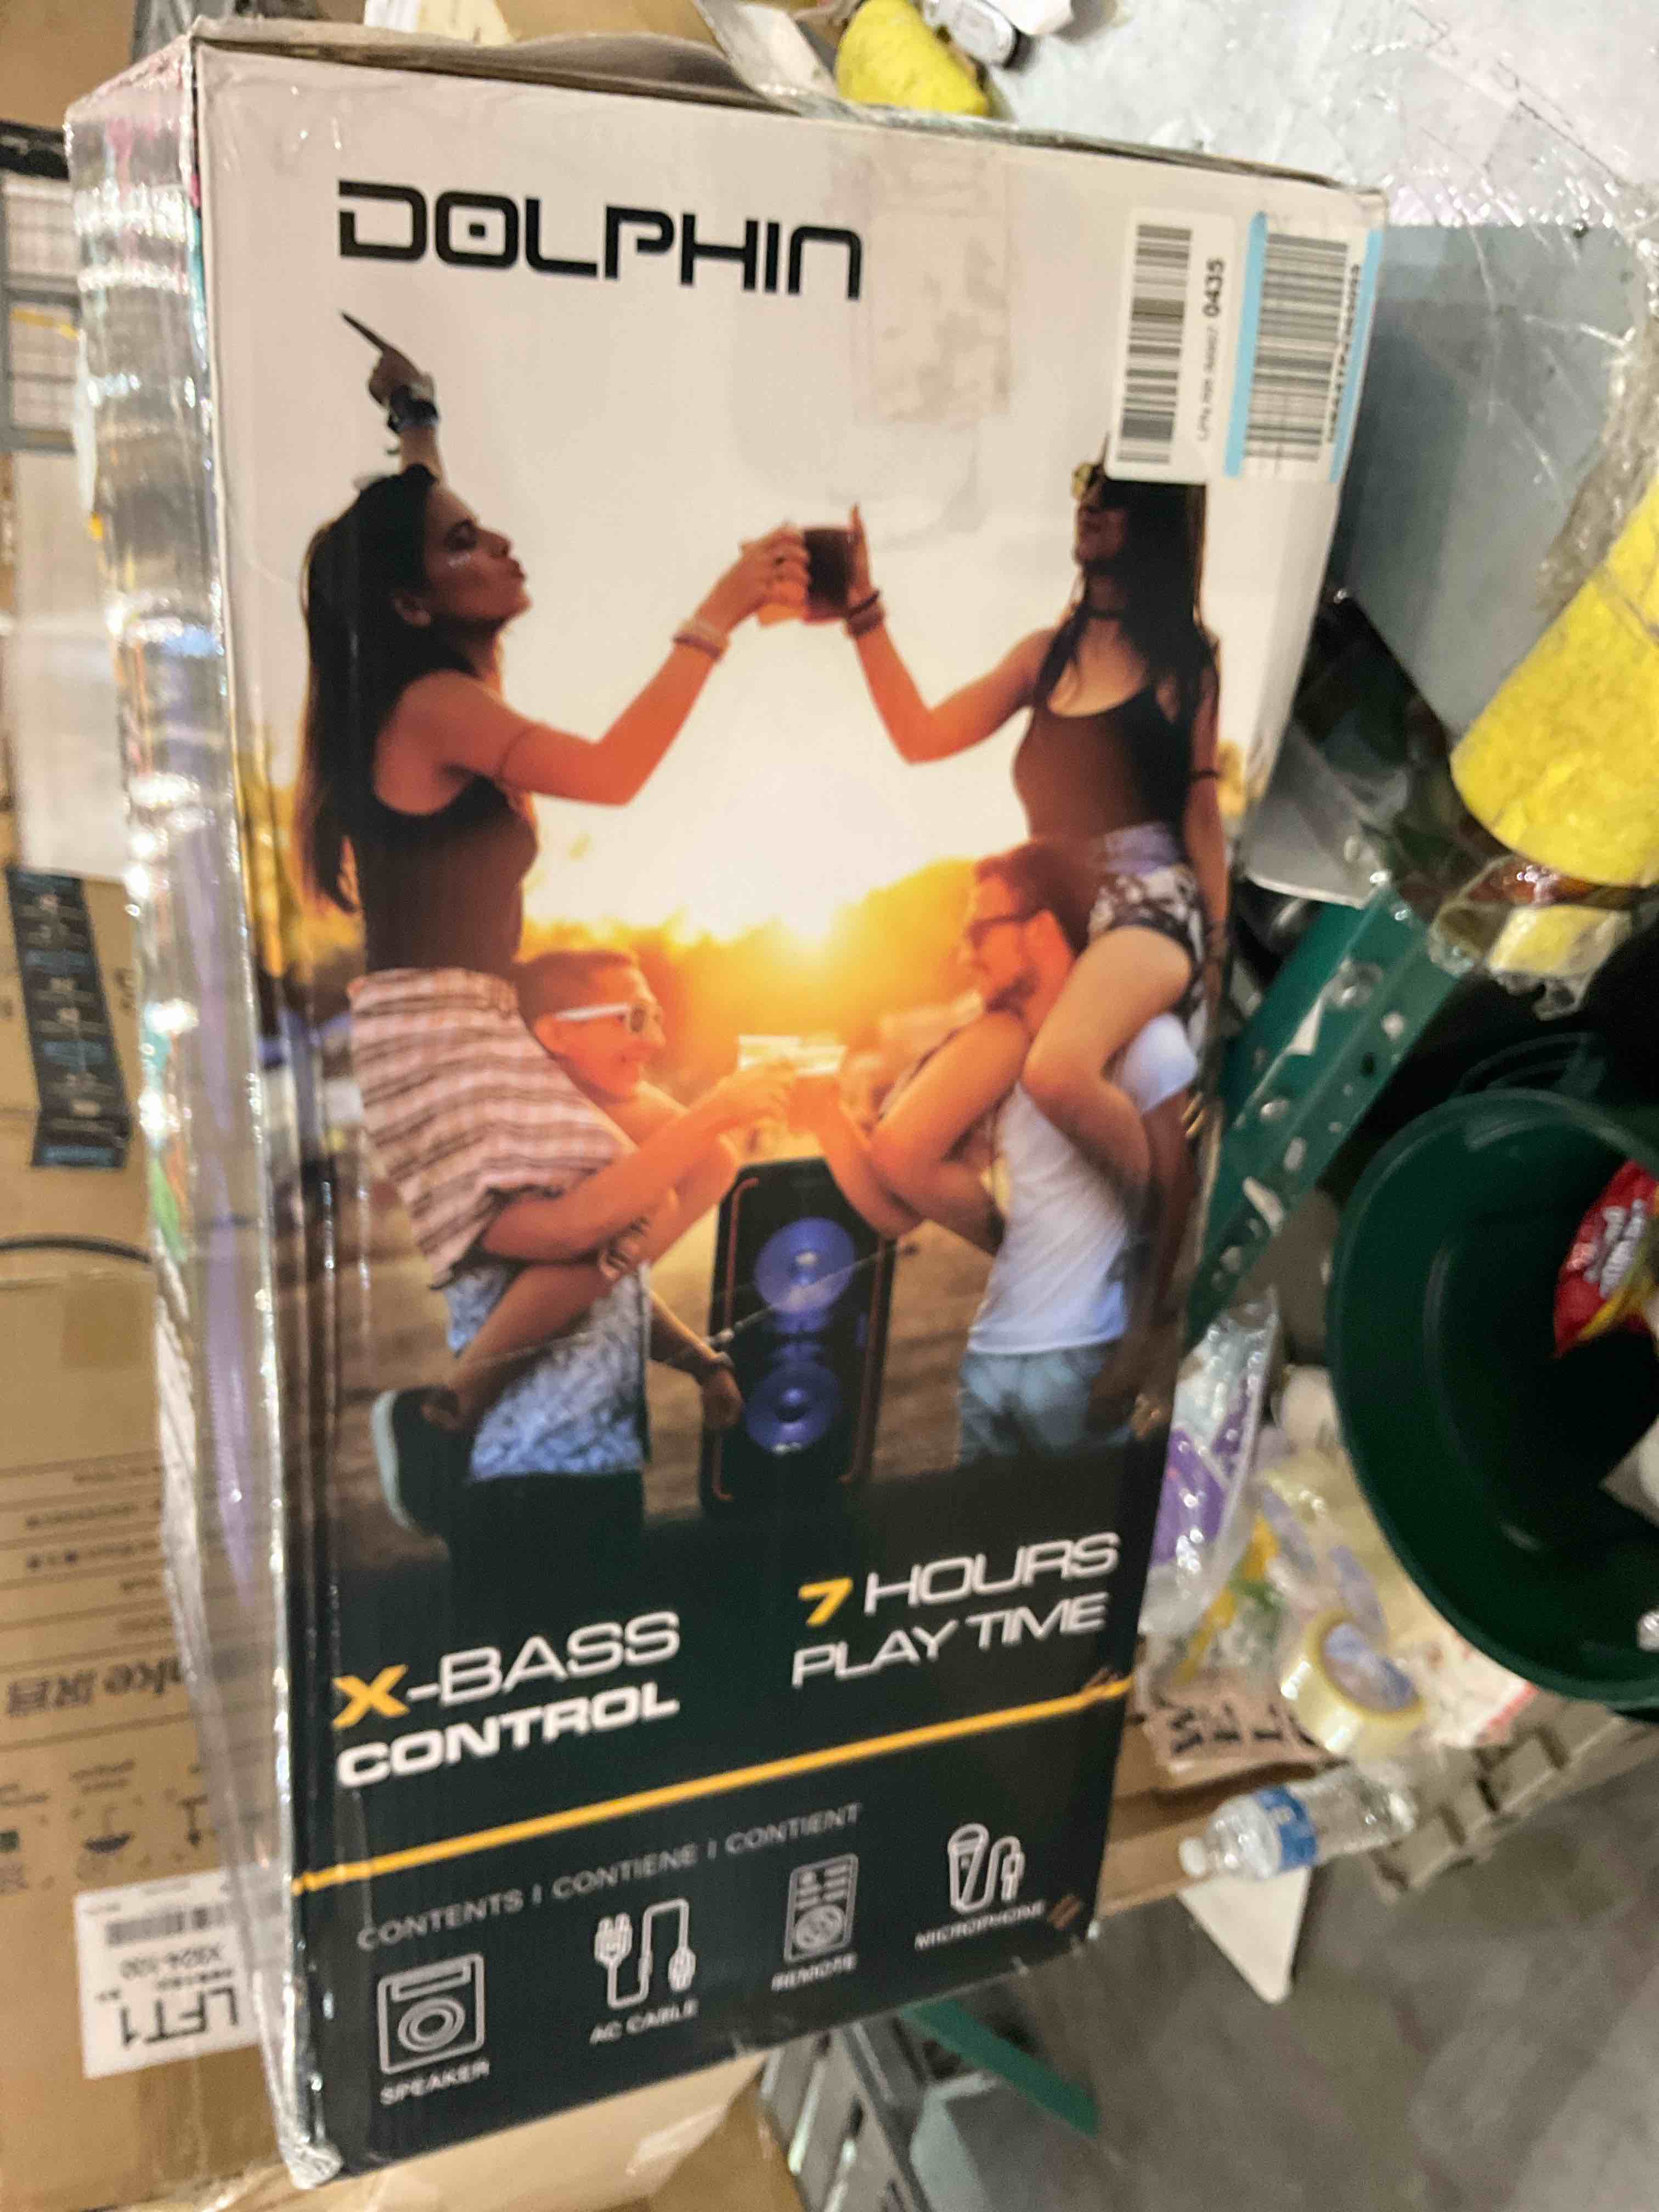 DOLPHIN
0435
X-BASS
CONTROL
7 HOURS
PLAY TIME
CONTENTS | CONTIENE | CONTIENT
SPEAKER
AC CABLE
REMOTE
MICROPHONE
LFT1